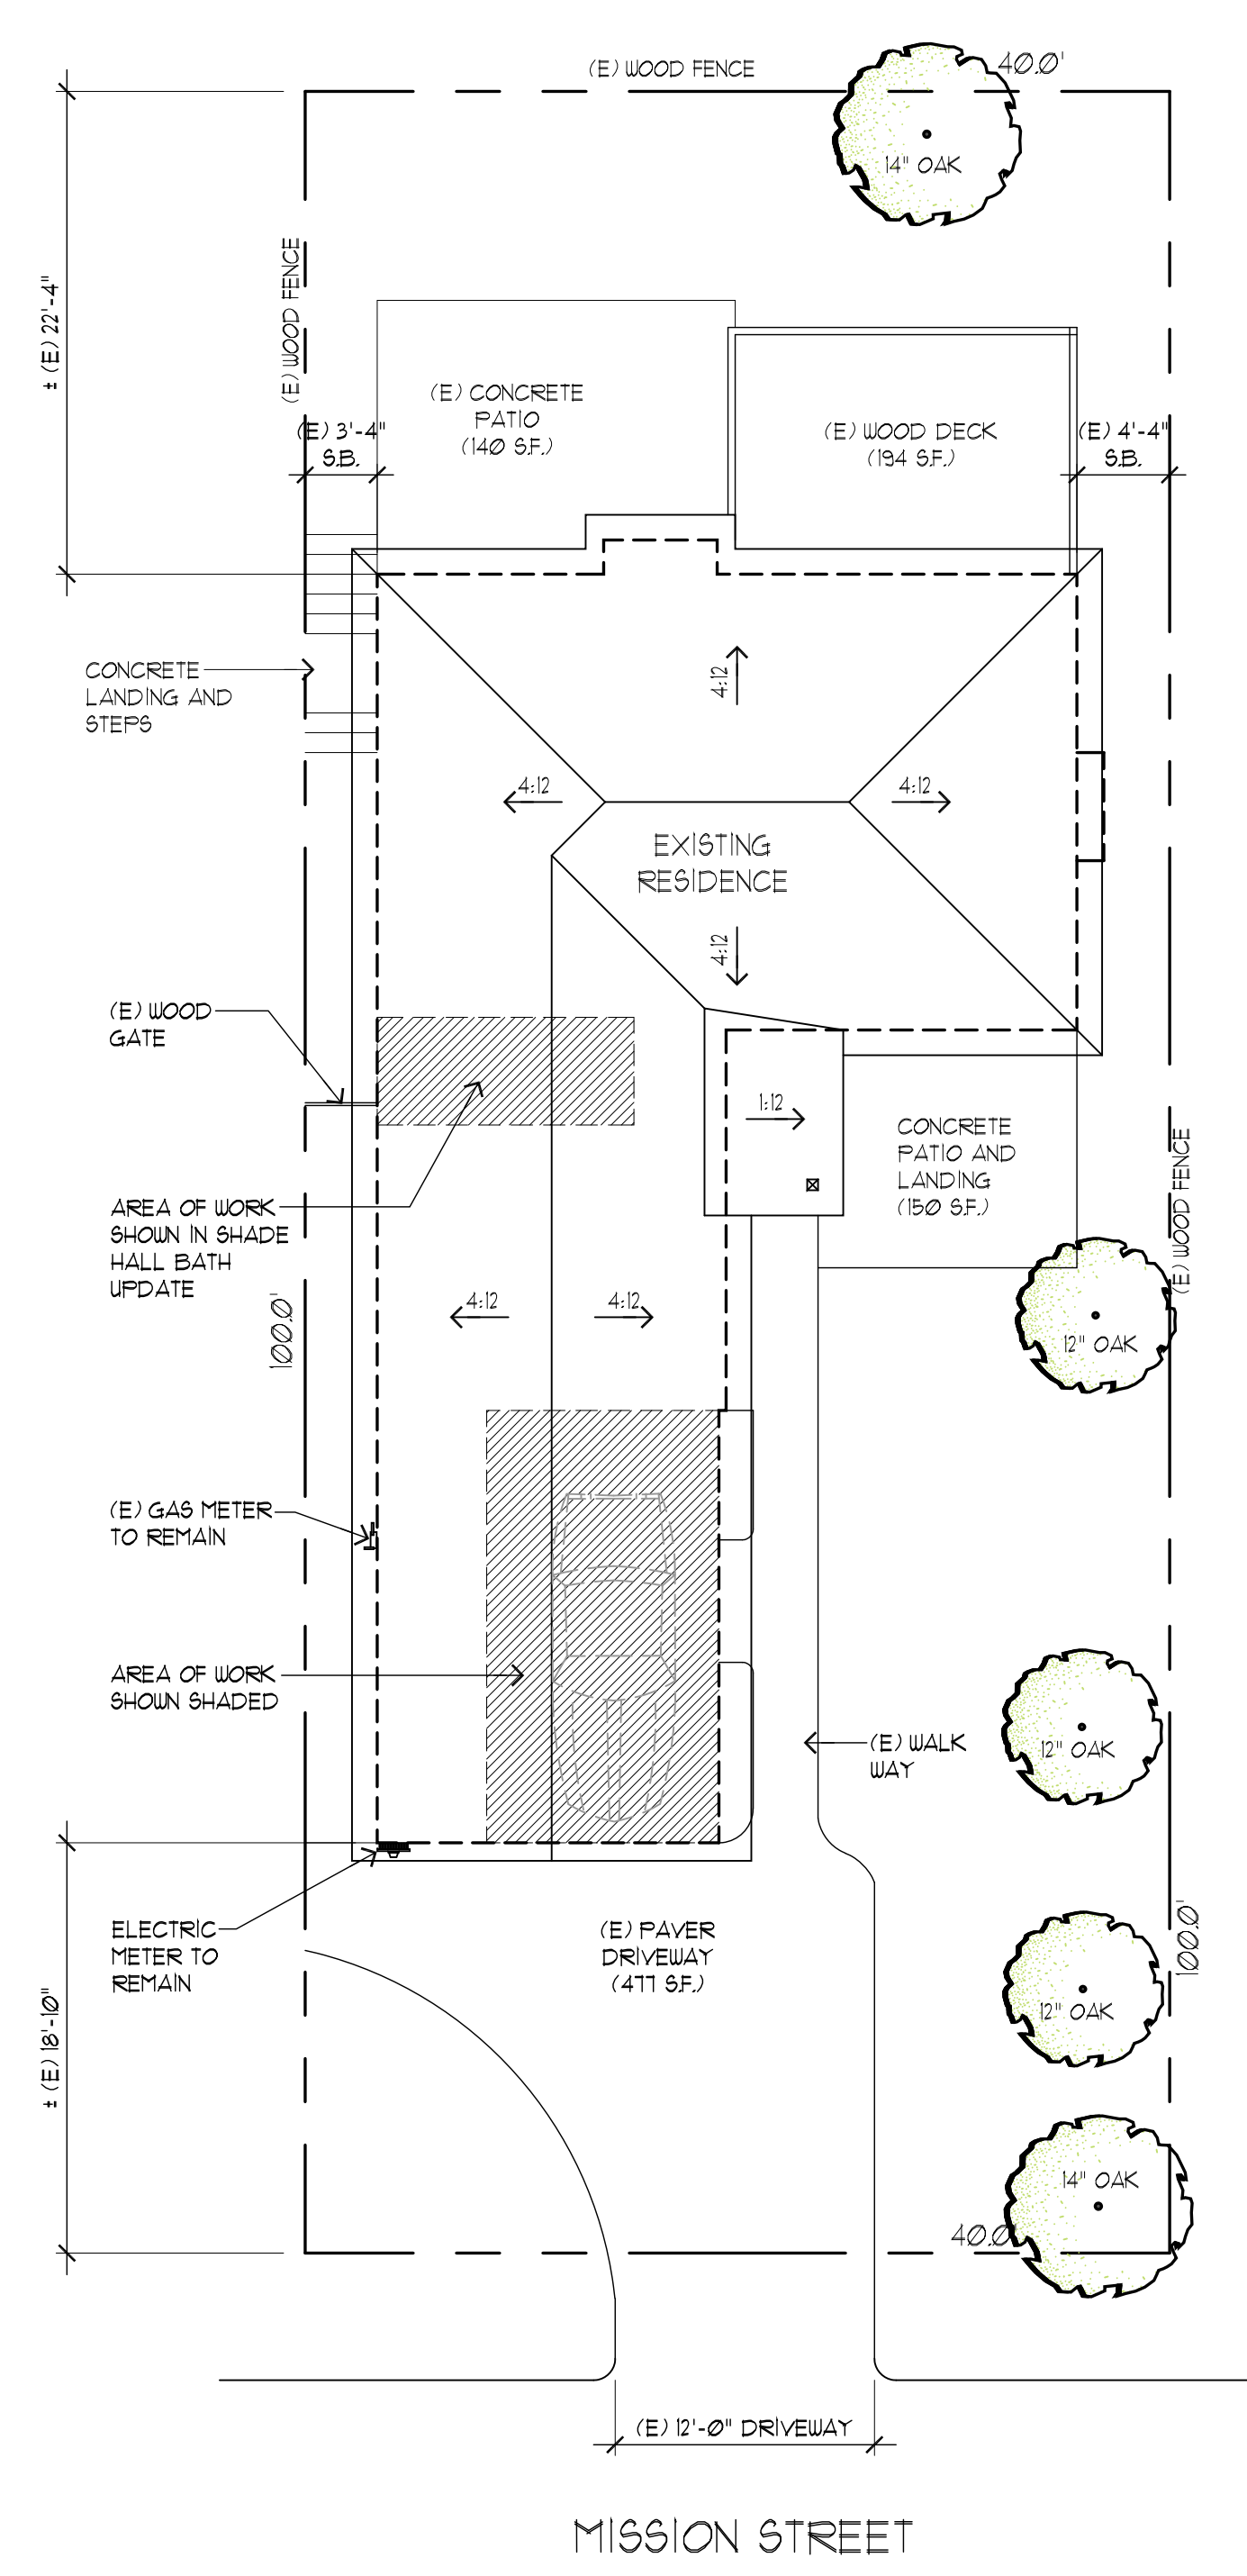 (E) WOOD FENCE
40.0'
14" OAK
(E) WOOD FENCE
± (E) 22'-4"
(E) CONCRETE
PATIO
(140 S.F.)
(E) WOOD DECK
(194 S.F.)
(E) 3'-4"
S.B.
(E) 4'-4"
S.B.
CONCRETE
LANDING AND
STEPS
4:12
4:12
4:12
EXISTING
RESIDENCE
4:12
(E) WOOD
GATE
1:12
CONCRETE
PATIO AND
LANDING
(150 S.F.)
(E) WOOD FENCE
AREA OF WORK
SHOWN IN SHADE
HALL BATH
UPDATE
100.0'
4:12
4:12
12" OAK
(E) GAS METER
TO REMAIN
AREA OF WORK
SHOWN SHADED
(E) WALK
WAY
12" OAK
ELECTRIC
METER TO
REMAIN
(E) PAVER
DRIVEWAY
(477 S.F.)
100.0'
12" OAK
± (E) 18'-10"
14" OAK
40.0'
(E) 12'-0" DRIVEWAY
MISSION STREET